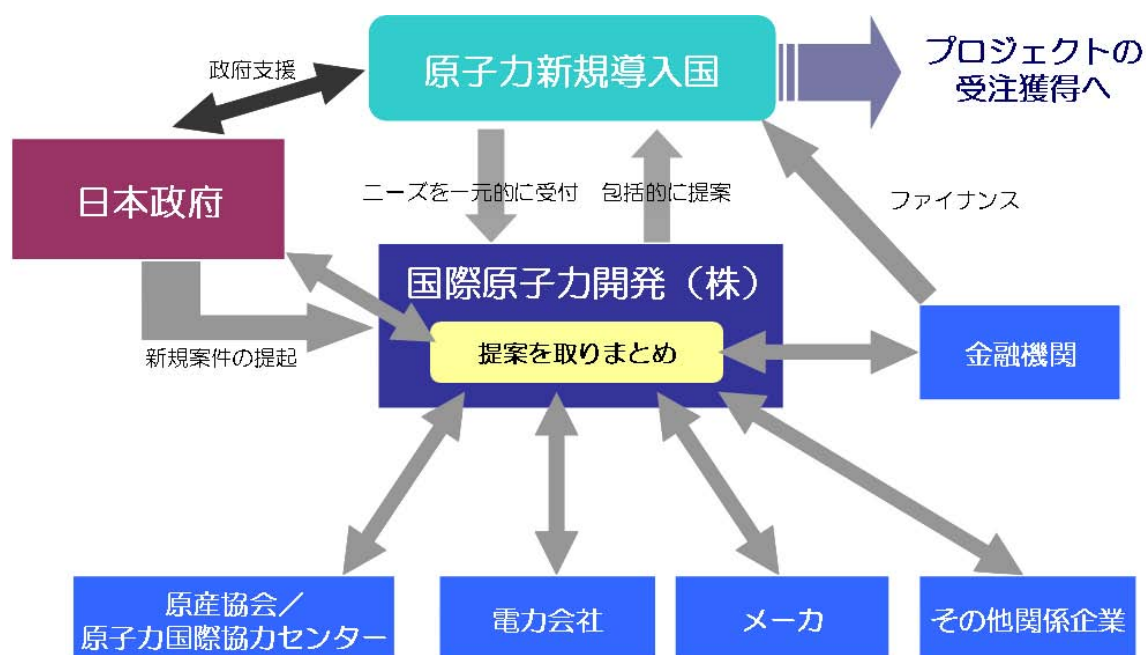 政府支援
原子力新規導入国
プロジェクトの
受注獲得へ
日本政府
ニーズを一元的に受付
包括的に提案
ファイナンス
国際原子力開発（株）
提案を取りまとめ
新規案件の提起
金融機関
原産協会／
原子力国際協力センター
電力会社
メーカ
その他関係企業